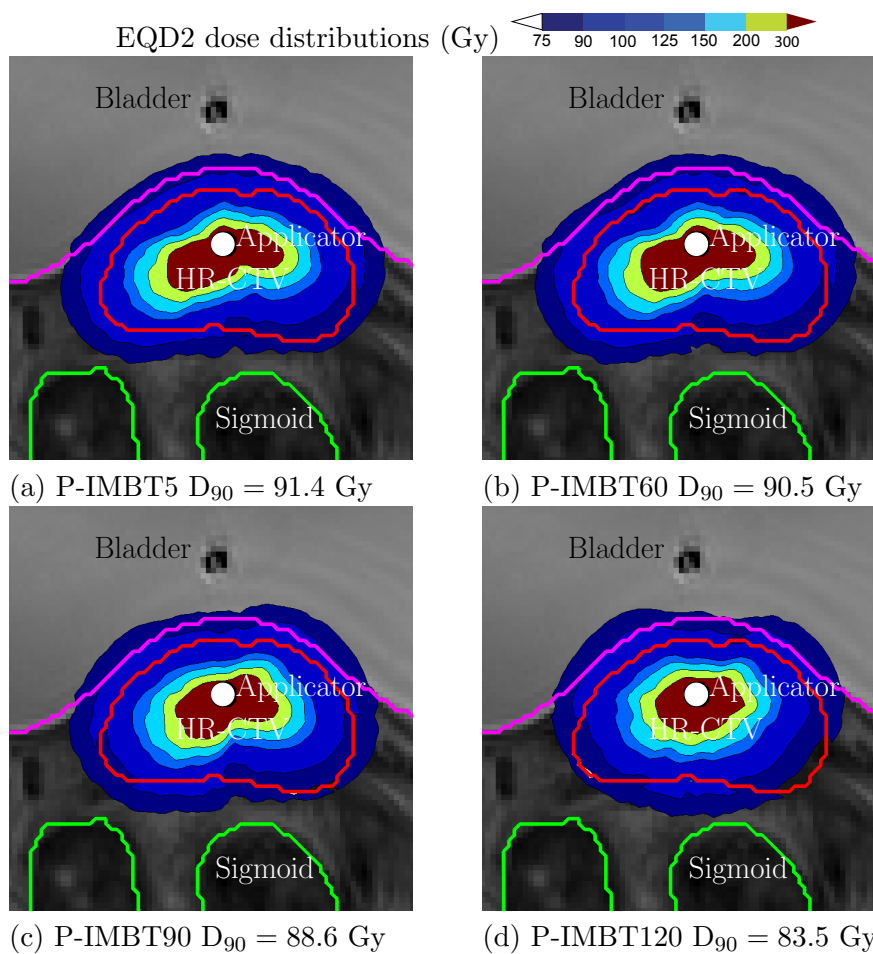 EQD2 dose distributions (Gy)
75 90 100 125 150 200 300
Bladder
Applicator
HR-CTV
Sigmoid
(a) P-IMBT5 D90 = 91.4 Gy
Bladder
Applicator
HR-CTV
Sigmoid
(b) P-IMBT60 D90 = 90.5 Gy
Bladder
Applicator
HR-CTV
Sigmoid
(c) P-IMBT90 D90 = 88.6 Gy
Bladder
Applicator
HR-CTV
Sigmoid
(d) P-IMBT120 D90 = 83.5 Gy